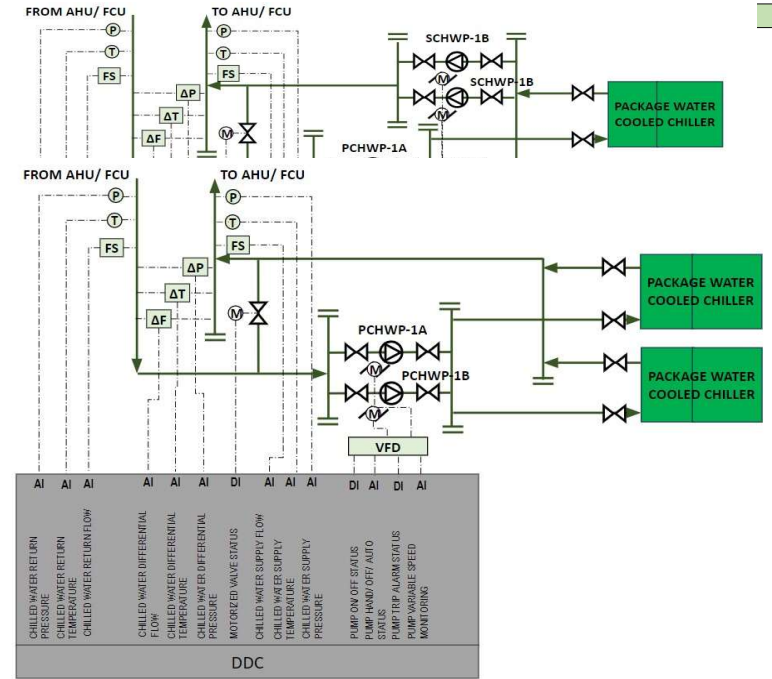 FROM AHU/ FCU
TO AHU/ FCU
P
P
T
T
FS
FS
ΔP
ΔT
ΔF
M
SCHWP-1B
M
SCHWP-1B
M
PACKAGE WATER
COOLED CHILLER
PCHWP-1A
FROM AHU/ FCU
TO AHU/ FCU
P
P
T
T
FS
FS
ΔP
ΔT
ΔF
M
PACKAGE WATER
COOLED CHILLER
PCHWP-1A
M
PCHWP-1B
M
PACKAGE WATER
COOLED CHILLER
VFD
AI
AI
AI
AI
AI
AI
DI
AI
AI
AI
DI
AI
DI
AI
CHILLED WATER RETURN
PRESSURE
CHILLED WATER RETURN
TEMPERATURE
CHILLED WATER RETURN FLOW
CHILLED WATER DIFFERENTIAL
FLOW
CHILLED WATER DIFFERENTIAL
TEMPERATURE
CHILLED WATER DIFFERENTIAL
PRESSURE
MOTORIZED VALVE STATUS
CHILLED WATER SUPPLY FLOW
CHILLED WATER SUPPLY
TEMPERATURE
CHILLED WATER SUPPLY
PRESSURE
PUMP ON/ OFF STATUS
PUMP HAND/ OFF/ AUTO
STATUS
PUMP TRIP ALARM STATUS
PUMP VARIABLE SPEED
MONITORING
DDC